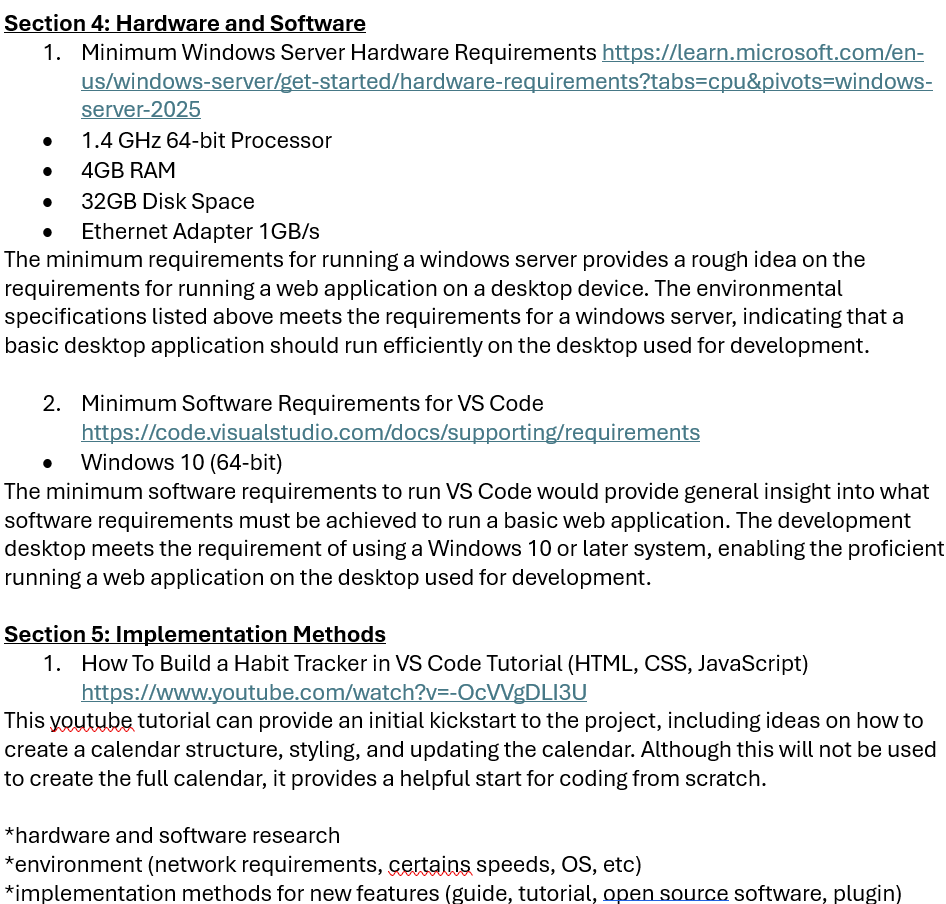 Section 4: Hardware and Software
1. Minimum Windows Server Hardware Requirements https://learn.microsoft.com/en-
us/windows-server/get-started/hardware-requirements?tabs=cpu&pivots=windows-
server-2025
• 1.4 GHz 64-bit Processor
• 4GB RAM
• 32GB Disk Space
• Ethernet Adapter 1GB/s
The minimum requirements for running a windows server provides a rough idea on the
requirements for running a web application on a desktop device. The environmental
specifications listed above meets the requirements for a windows server, indicating that a
basic desktop application should run efficiently on the desktop used for development.
2. Minimum Software Requirements for VS Code
https://code.visualstudio.com/docs/supporting/requirements
• Windows 10 (64-bit)
The minimum software requirements to run VS Code would provide general insight into what
software requirements must be achieved to run a basic web application. The development
desktop meets the requirement of using a Windows 10 or later system, enabling the proficient
running a web application on the desktop used for development.
Section 5: Implementation Methods
1. How To Build a Habit Tracker in VS Code Tutorial (HTML, CSS, JavaScript)
https://www.youtube.com/watch?v=-OcVVgDLI3U
This youtube tutorial can provide an initial kickstart to the project, including ideas on how to
create a calendar structure, styling, and updating the calendar. Although this will not be used
to create the full calendar, it provides a helpful start for coding from scratch.
*hardware and software research
*environment (network requirements, certains speeds, OS, etc)
*implementation methods for new features (guide, tutorial, open source software, plugin)